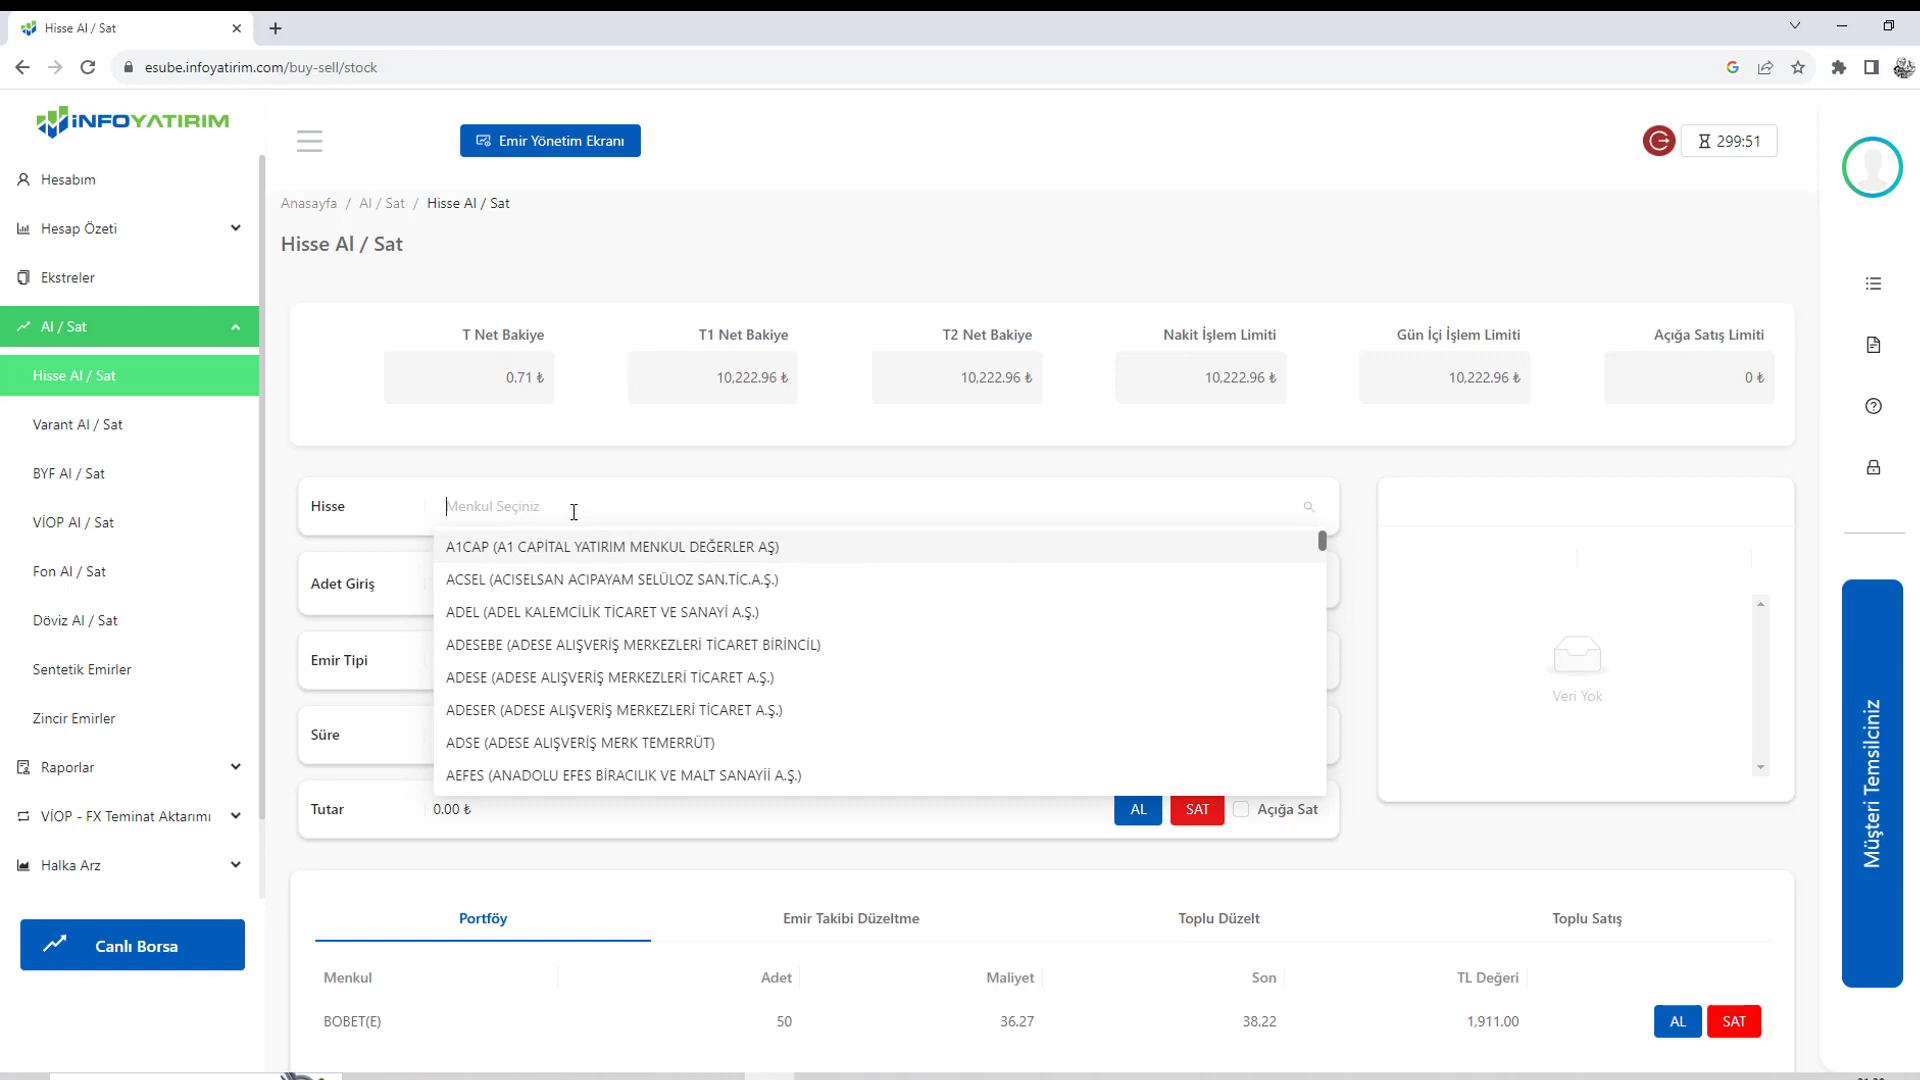 Hisse Al / Sat
esube.infoyatirim.com/buy-sell/stock
iNFOYATIRIM
Hesabım
Hesap Özeti
Ekstreler
Al / Sat
Hisse Al / Sat
Varant Al / Sat
BYF Al / Sat
VİOP Al / Sat
Fon Al / Sat
Döviz Al / Sat
Sentetik Emirler
Zincir Emirler
Raporlar
VİOP - FX Teminat Aktarımı
Halka Arz
Canlı Borsa
Emir Yönetim Ekranı
299:51
Anasayfa / Al / Sat / Hisse Al / Sat
Hisse Al / Sat
T Net Bakiye T1 Net Bakiye T2 Net Bakiye Nakit İşlem Limiti Gün İçi İşlem Limiti Açığa Satış Limiti
0.71 ₺ 10,222.96 ₺ 10,222.96 ₺ 10,222.96 ₺ 10,222.96 ₺ 0 ₺
Hisse Menkul Seçiniz
A1CAP (A1 CAPİTAL YATIRIM MENKUL DEĞERLER AŞ)
ACSEL (ACISELSAN ACIPAYAM SELÜLOZ SAN.TİC.A.Ş.)
Adet Giriş
ADEL (ADEL KALEMCİLİK TİCARET VE SANAYİ A.Ş.)
ADESEBE (ADESE ALIŞVERİŞ MERKEZLERİ TİCARET BİRİNCİL)
Emir Tipi
ADESE (ADESE ALIŞVERİŞ MERKEZLERİ TİCARET A.Ş.)
ADESER (ADESE ALIŞVERİŞ MERKEZLERİ TİCARET A.Ş.)
Süre
ADSE (ADESE ALIŞVERİŞ MERK TEMERRÜT)
AEFES (ANADOLU EFES BİRACILIK VE MALT SANAYİİ A.Ş.)
Tutar 0.00 ₺ AL SAT Açığa Sat
Veri Yok
Müşteri Temsilciniz
Portföy Emir Takibi Düzeltme Toplu Düzelt Toplu Satış
Menkul Adet Maliyet Son TL Değeri
BOBET(E) 50 36.27 38.22 1,911.00 AL SAT